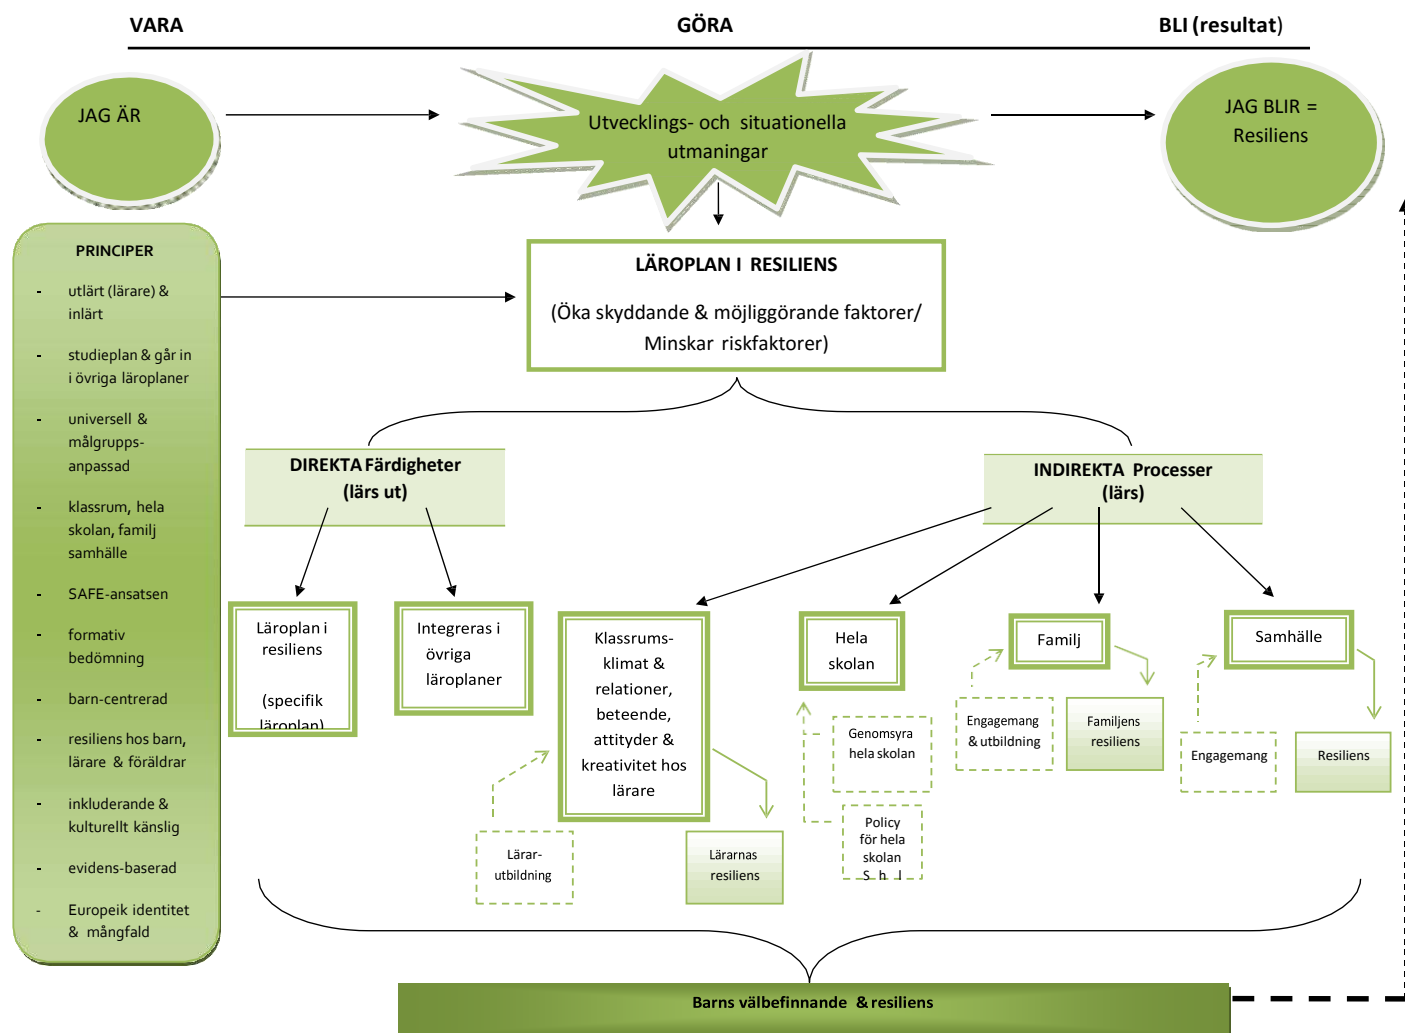 VARA
GÖRA
BLI (resultat)
JAG ÄR
Utvecklings- och situationella
utmaningar
JAG BLIR =
Resiliens
PRINCIPER
- utlärt (lärare) &
inlärt
- studieplan & går in
i övriga läroplaner
- universell &
målgrupps-
anpassad
- klassrum, hela
skolan, familj
samhälle
- SAFE-ansatsen
- formativ
bedömning
- barn-centrerad
- resiliens hos barn,
lärare & föräldrar
- inkluderande &
kulturellt känslig
- evidens-baserad
- Europeik identitet
& mångfald
LÄROPLAN I RESILIENS
(Öka skyddande & möjliggörande faktorer/
Minskar riskfaktorer)
DIREKTA Färdigheter
(lärs ut)
INDIREKTA Processer
(lärs)
Läroplan i
resiliens
(specifik
läroplan)
Integreras i
övriga
läroplaner
Klassrums-
klimat &
relationer,
beteende,
attityder &
kreativitet hos
lärare
Lärar-
utbildning
Lärarnas
resiliens
Hela
skolan
Genomsyra
hela skolan
Policy
för hela
skolan
Familj
Engagemang
& utbildning
Familjens
resiliens
Samhälle
Engagemang
Resiliens
Barns välbefinnande & resiliens